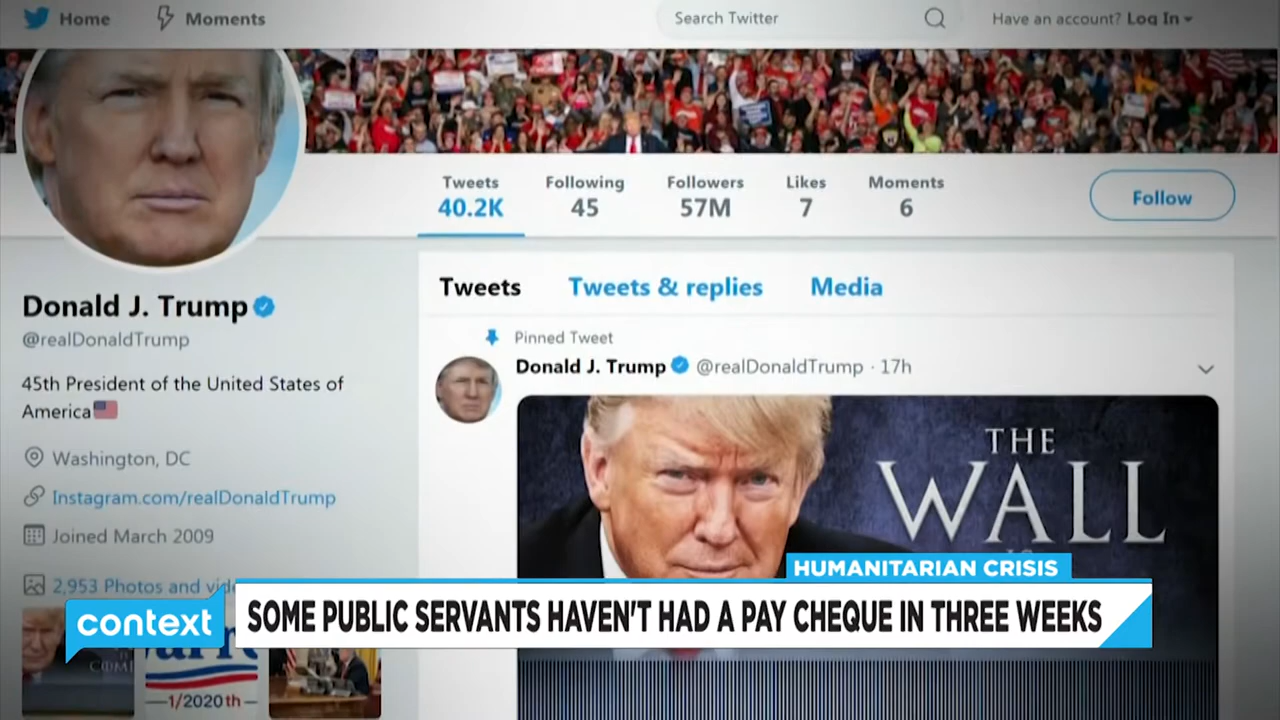 Home
Moments
Search Twitter
Have an account? Log In
Tweets
40.2K
Following
45
Followers
57M
Likes
7
Moments
6
Follow
Donald J. Trump
@realDonaldTrump
45th President of the United States of
America
Washington, DC
Instagram.com/realDonaldTrump
Joined March 2009
2,953 Photos and
Tweets
Tweets & replies
Media
Pinned Tweet
Donald J. Trump @realDonaldTrump · 17h
THE
WALL
HUMANITARIAN CRISIS
context
SOME PUBLIC SERVANTS HAVEN'T HAD A PAY CHEQUE IN THREE WEEKS
1/2020th